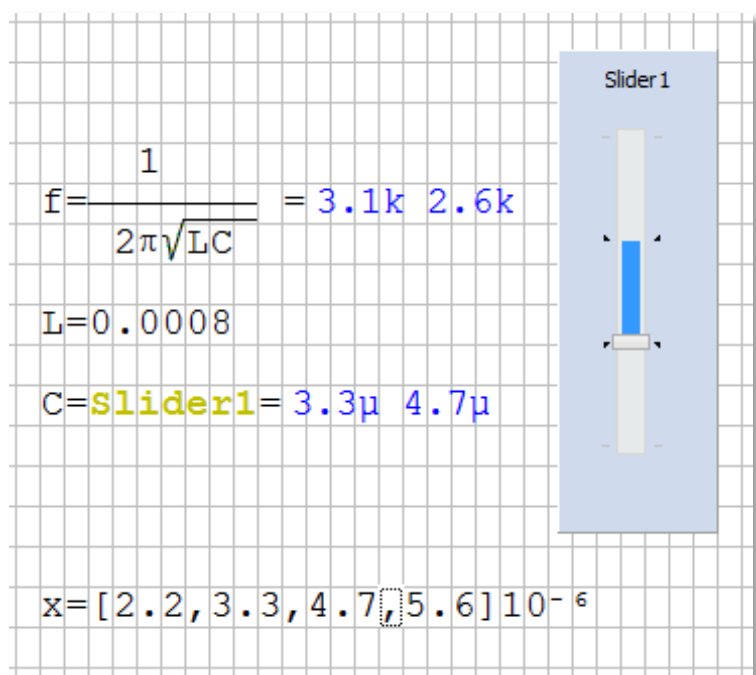 Slider1
f=1/(2π√LC) = 3.1k 2.6k
L=0.0008
C=Slider1= 3.3µ 4.7µ
x=[2.2,3.3,4.7,5.6]10⁻⁶